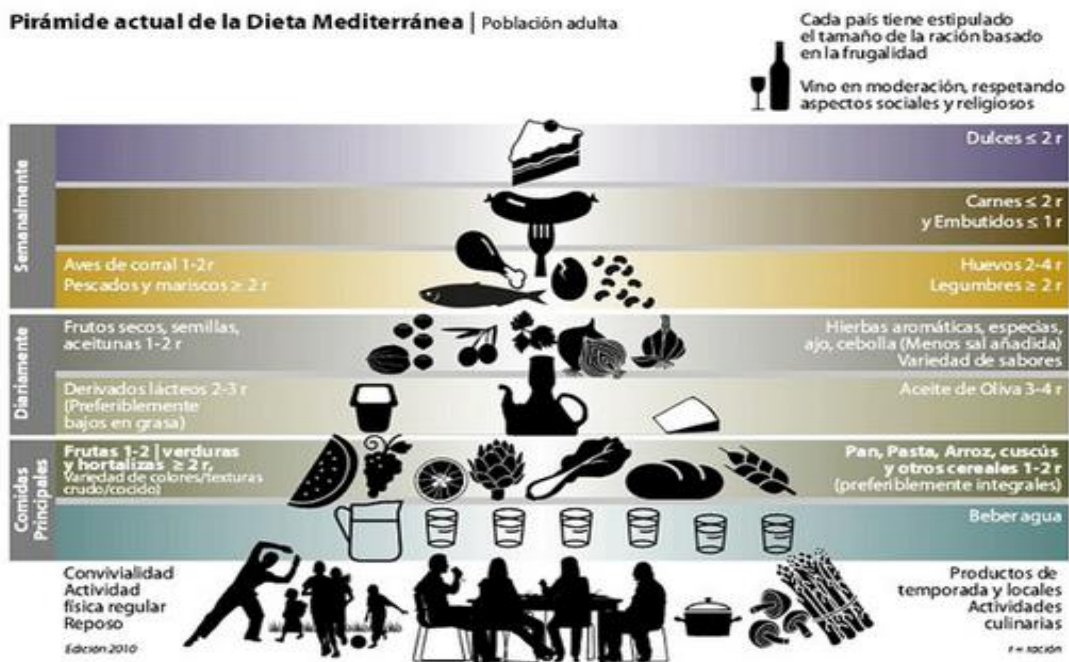 Pirámide actual de la Dieta Mediterránea | Población adulta
Cada país tiene estipulado
el tamaño de la ración basado
en la frugalidad
Vino en moderación, respetando
aspectos sociales y religiosos
Semanalmente
Dulces ≤ 2 r
Carnes ≤ 2 r
y Embutidos ≤ 1 r
Aves de corral 1-2 r
Pescados y mariscos ≥ 2 r
Huevos 2-4 r
Legumbres ≥ 2 r
Diariamente
Frutos secos, semillas,
aceitunas 1-2 r
Hierbas aromáticas, especias,
ajo, cebolla (Menos sal añadida)
Variedad de sabores
Derivados lácteos 2-3 r
(Preferiblemente
bajos en grasa)
Aceite de Oliva 3-4 r
Comidas
Principales
Frutas 1-2 | verduras
y hortalizas ≥ 2 r,
Variedad de colores/texturas
crudo/cocido)
Pan, Pasta, Arroz, cuscús
y otros cereales 1-2 r
(preferiblemente integrales)
Beber agua
Convivialidad
Actividad
física regular
Reposo
Edición 2010
Productos de
temporada y locales
Actividades
culinarias
r = ración